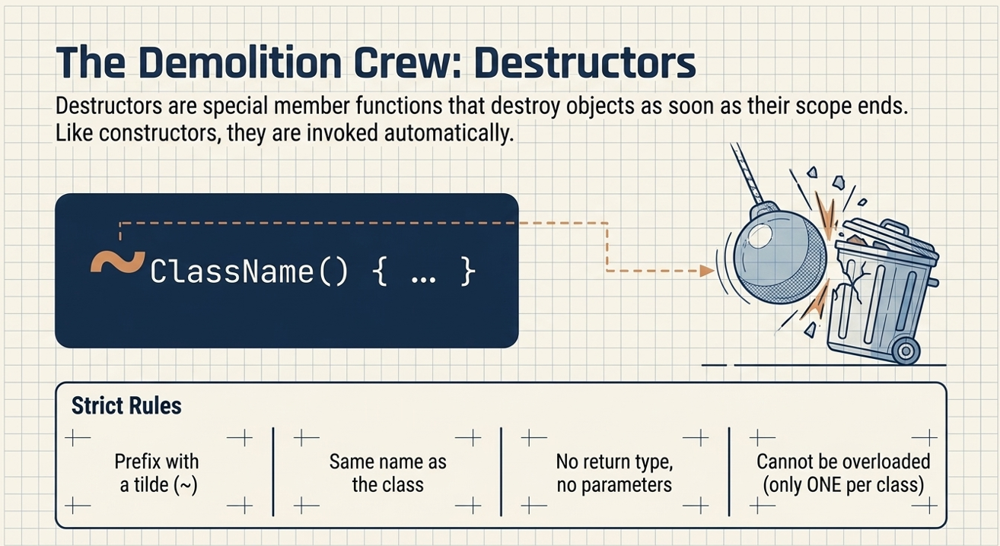 The Demolition Crew: Destructors
Destructors are special member functions that destroy objects as soon as their scope ends.
Like constructors, they are invoked automatically.
~ClassName() { ... }
Strict Rules
Prefix with
a tilde (~)
Same name as
the class
No return type,
no parameters
Cannot be overloaded
(only ONE per class)